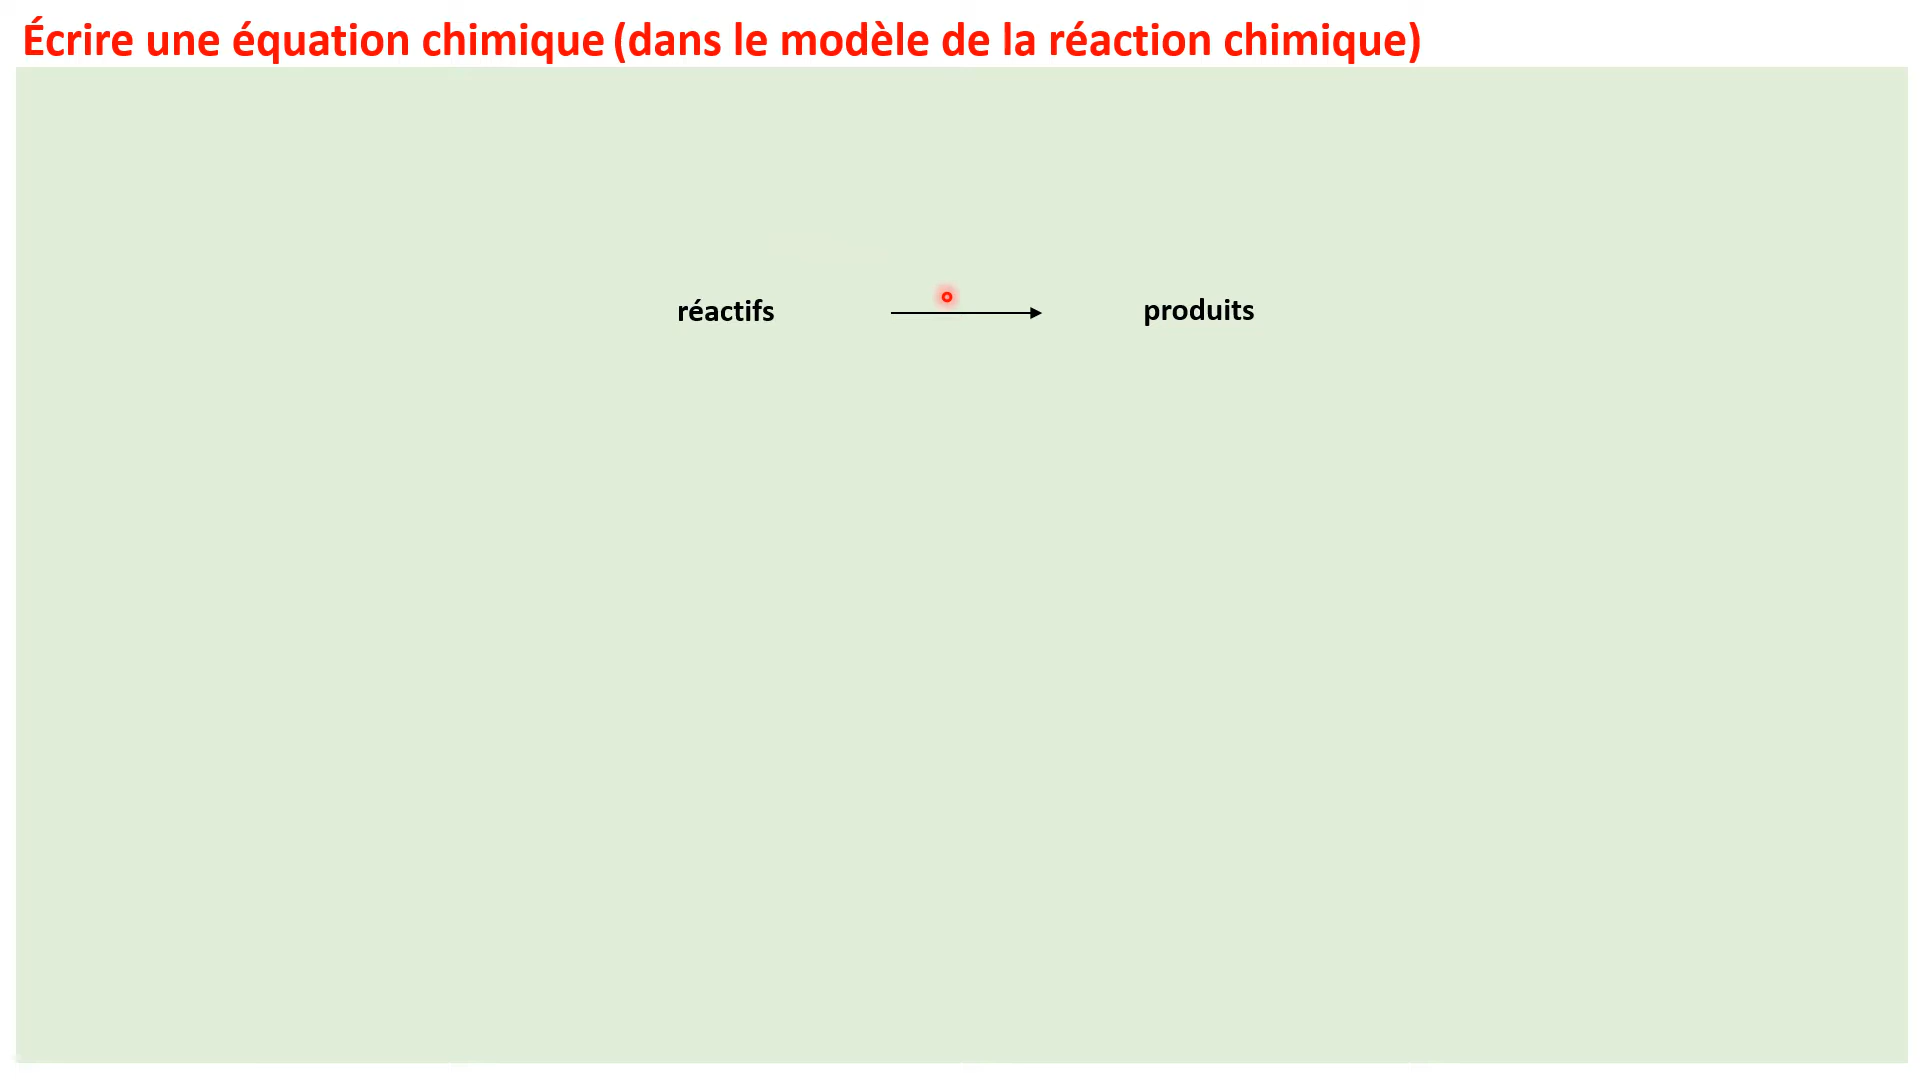 Écrire une équation chimique (dans le modèle de la réaction chimique)
réactifs produits